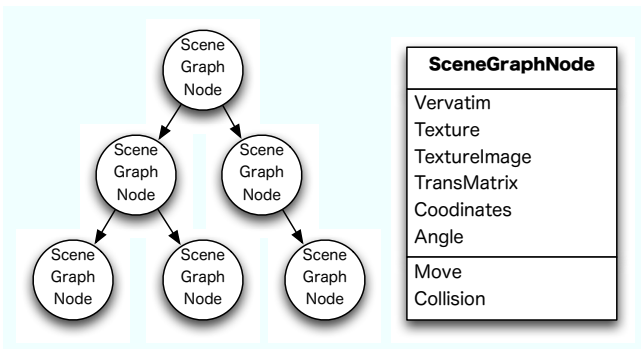 Scene
Graph
Node
Scene
Graph
Node
Scene
Graph
Node
Scene
Graph
Node
Scene
Graph
Node
Scene
Graph
Node
SceneGraphNode
Vervatim
Texture
TextureImage
TransMatrix
Coodinates
Angle
Move
Collision